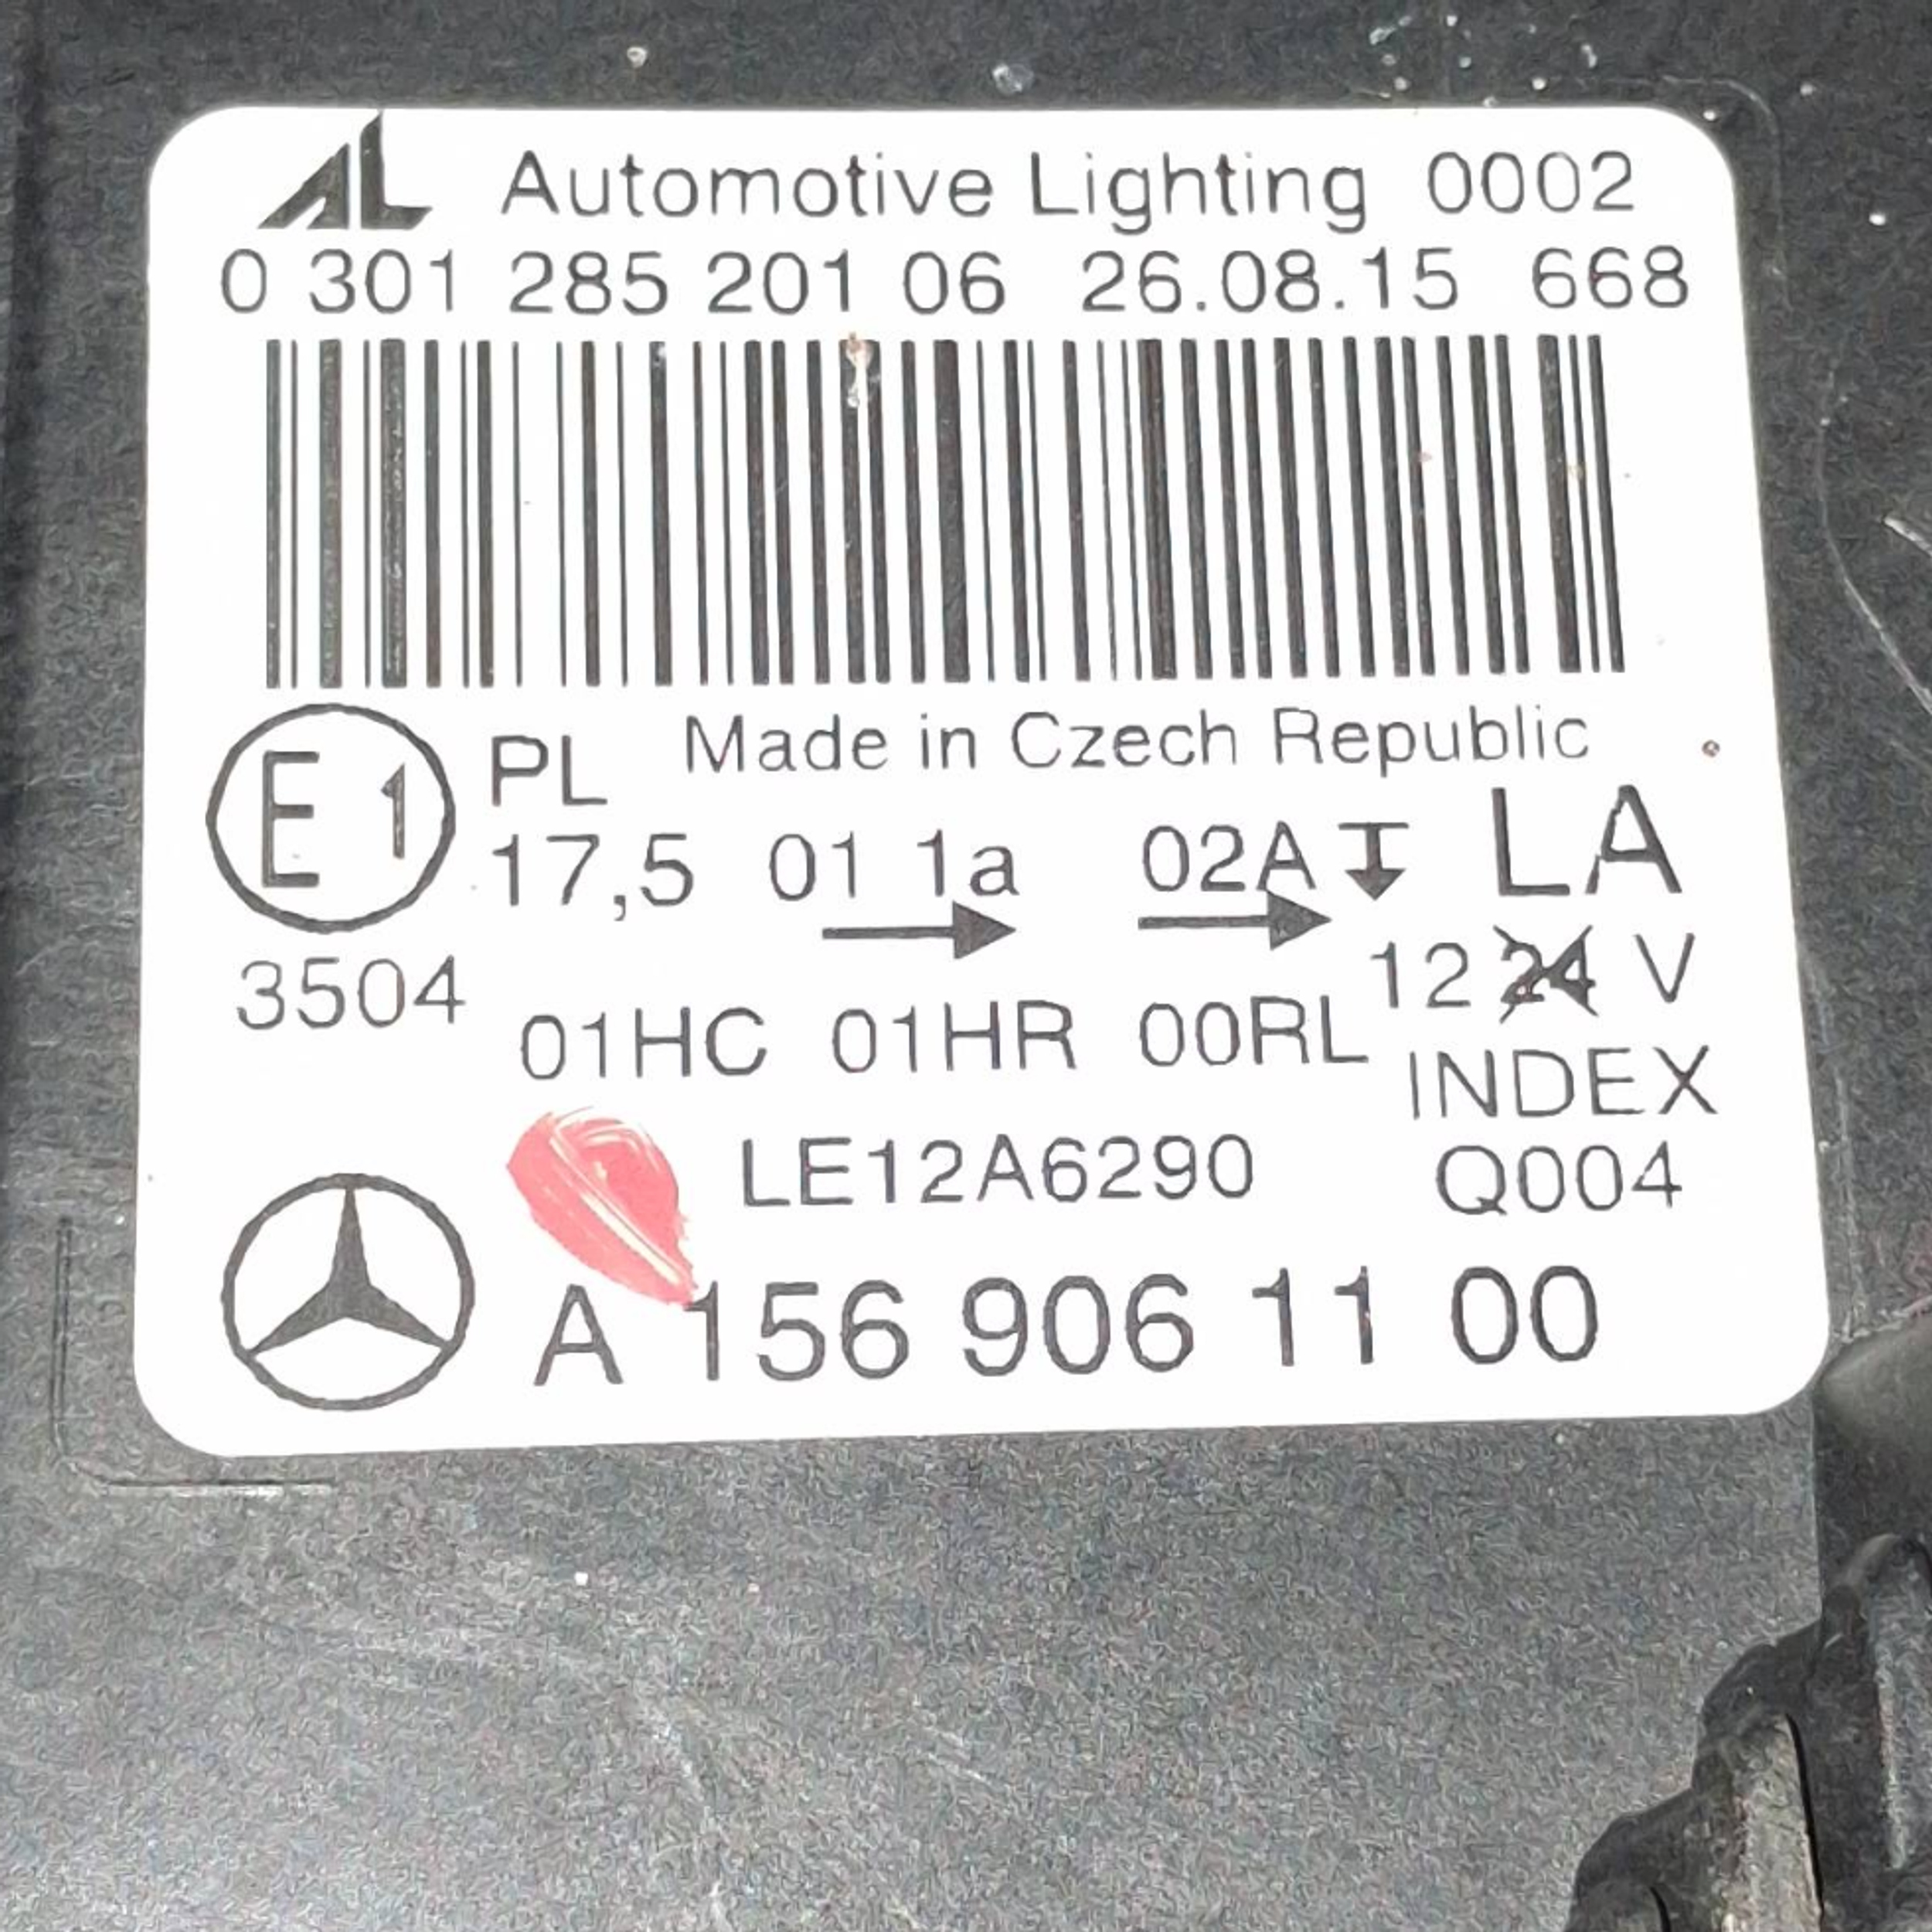 AL Automotive Lighting 0002
0 301 285 201 06 26.08.15 668
Made in Czech Republic
E1 PL
17,5 01 1a 02A LA
3504 12 24 V
01HC 01HR 00RL
INDEX
LE12A6290 Q004
A 156 906 11 00